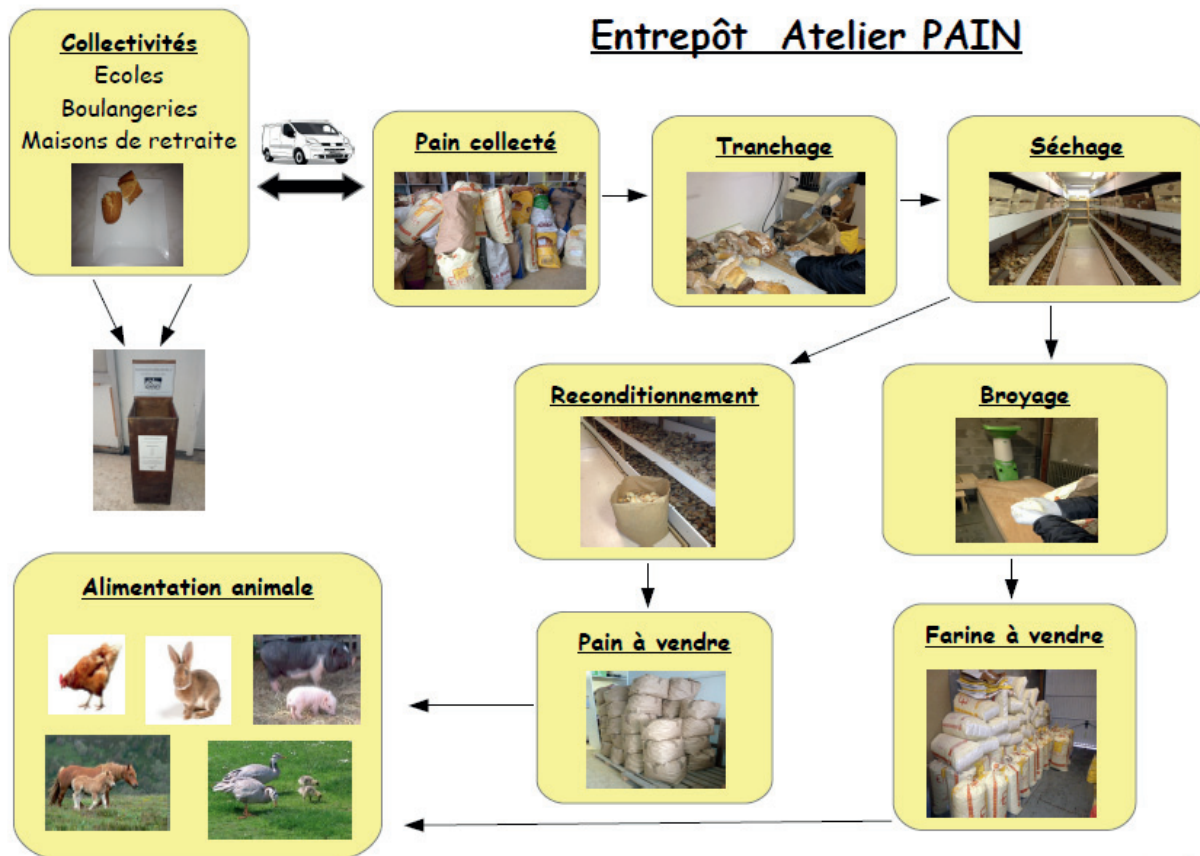 Entrepôt Atelier PAIN
Collectivités
Ecoles
Boulangeries
Maisons de retraite
Pain collecté
Tranchage
Séchage
Reconditionnement
Broyage
Alimentation animale
Pain à vendre
Farine à vendre